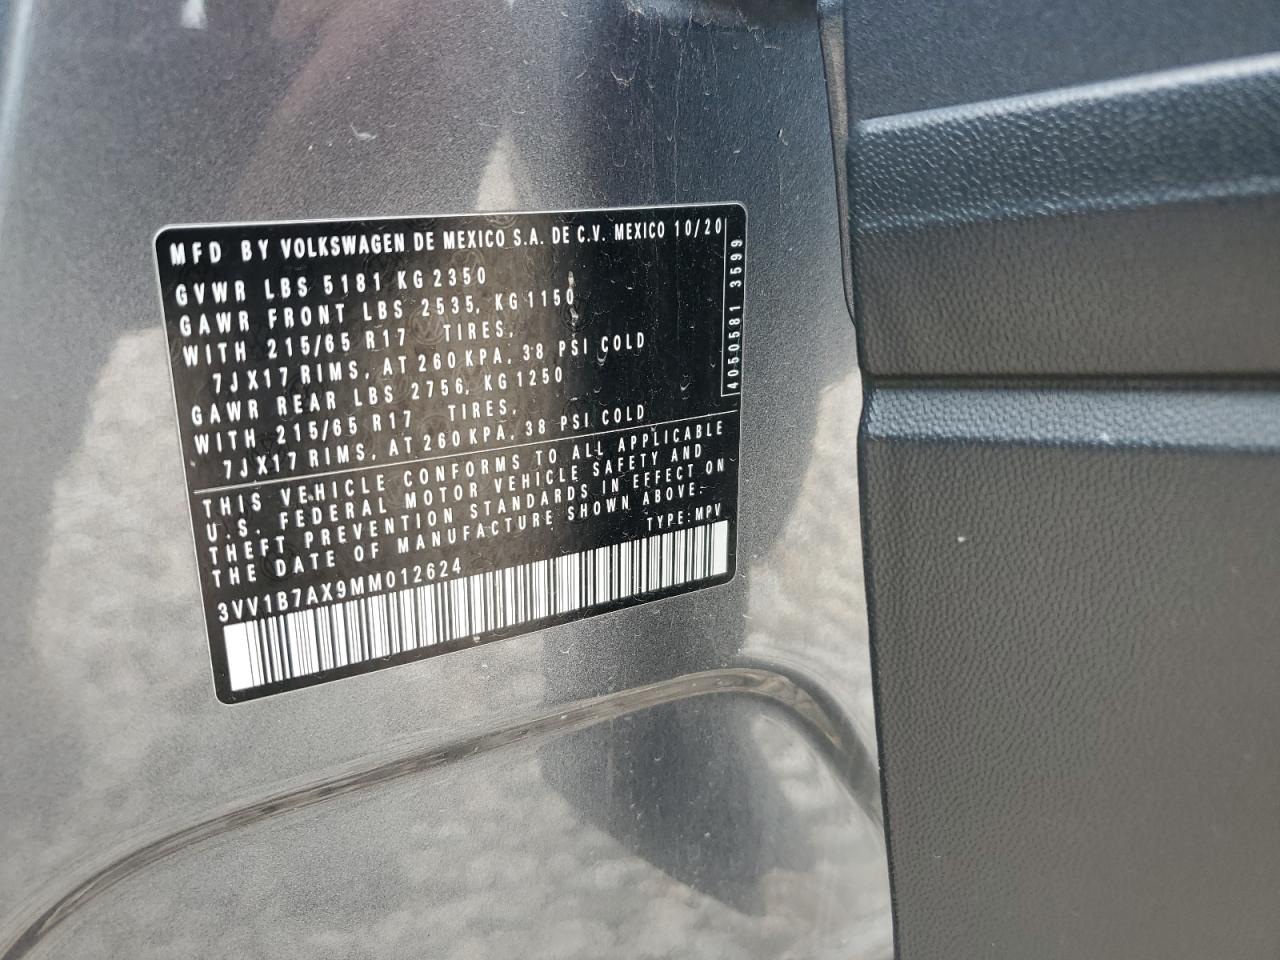 MFD BY VOLKSWAGEN DE MEXICO S.A. DE C.V. MEXICO 10/20
GVWR LBS 5181 KG 2350
GAWR FRONT LBS 2535, KG 1150
WITH 215/65 R17 TIRES,
7JX17 RIMS, AT 260 KPA, 38 PSI COLD
GAWR REAR LBS 2756, KG 1250
WITH 215/65 R17 TIRES,
7JX17 RIMS, AT 260 KPA, 38 PSI COLD
4050581 3599
THIS VEHICLE CONFORMS TO ALL APPLICABLE
U.S. FEDERAL MOTOR VEHICLE SAFETY AND
THEFT PREVENTION STANDARDS IN EFFECT ON
THE DATE OF MANUFACTURE SHOWN ABOVE.
TYPE: MPV
3VV1B7AX9MM012624